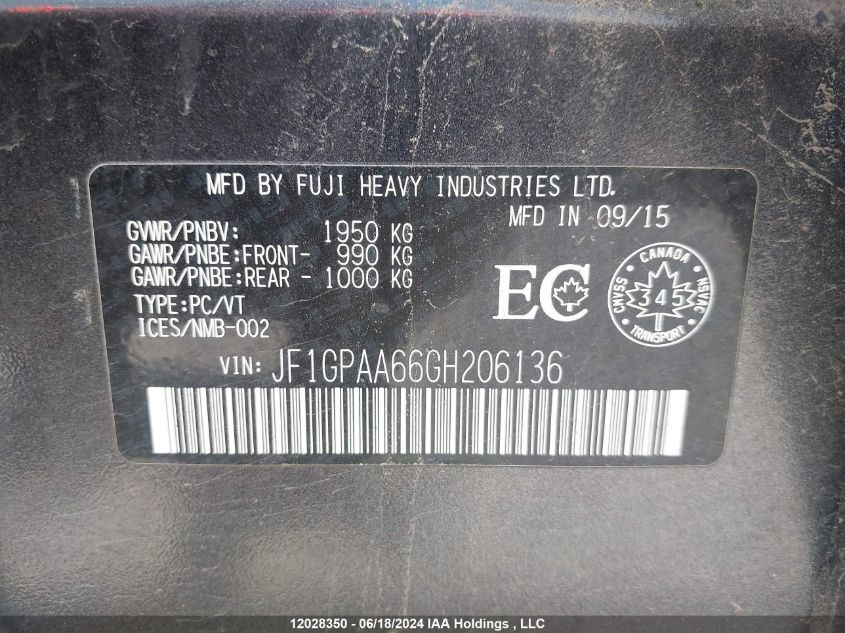 MFD BY FUJI HEAVY INDUSTRIES LTD.
MFD IN 09/15
GVWR/PNBV: 1950 KG
GAWR/PNBE:FRONT- 990 KG
GAWR/PNBE:REAR - 1000 KG
TYPE:PC/VT
ICES/NMB-002
EC
CANADA
CMVSS 345 NSVAC
TRANSPORT
VIN: JF1GPAA66GH206136
12028350 - 06/18/2024 IAA Holdings , LLC